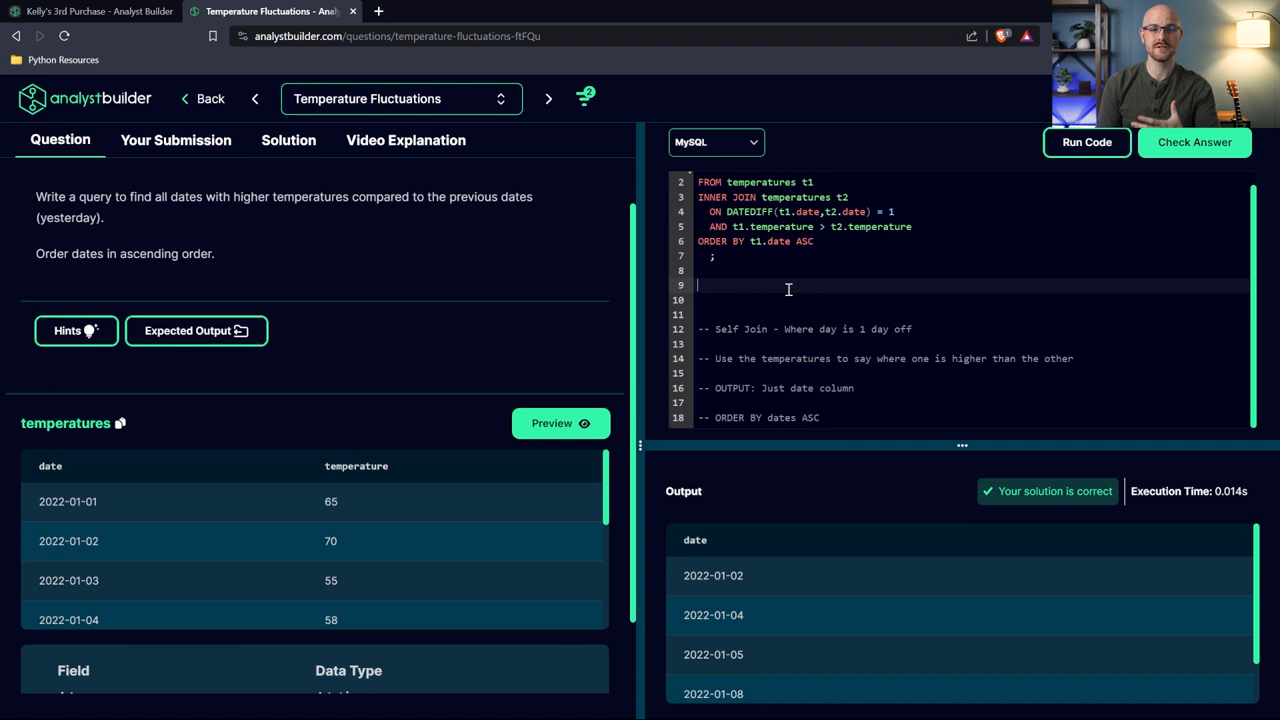 Kelly's 3rd Purchase - Analyst Builder
Temperature Fluctuations - Anal
analystbuilder.com/questions/temperature-fluctuations-ftFQu
Python Resources
analystbuilder
Back
Temperature Fluctuations
2
Question
Your Submission
Solution
Video Explanation
Write a query to find all dates with higher temperatures compared to the previous dates
(yesterday).
Order dates in ascending order.
Hints
Expected Output
temperatures
Preview
date temperature
2022-01-01 65
2022-01-02 70
2022-01-03 55
2022-01-04 58
Field Data Type
MySQL
Run Code
Check Answer
2 FROM temperatures t1
3 INNER JOIN temperatures t2
4 ON DATEDIFF(t1.date,t2.date) = 1
5 AND t1.temperature > t2.temperature
6 ORDER BY t1.date ASC
7 ;
8
9
10
11
12 -- Self Join - Where day is 1 day off
13
14 -- Use the temperatures to say where one is higher than the other
15
16 -- OUTPUT: Just date column
17
18 -- ORDER BY dates ASC
Output
Your solution is correct
Execution Time: 0.014s
date
2022-01-02
2022-01-04
2022-01-05
2022-01-08